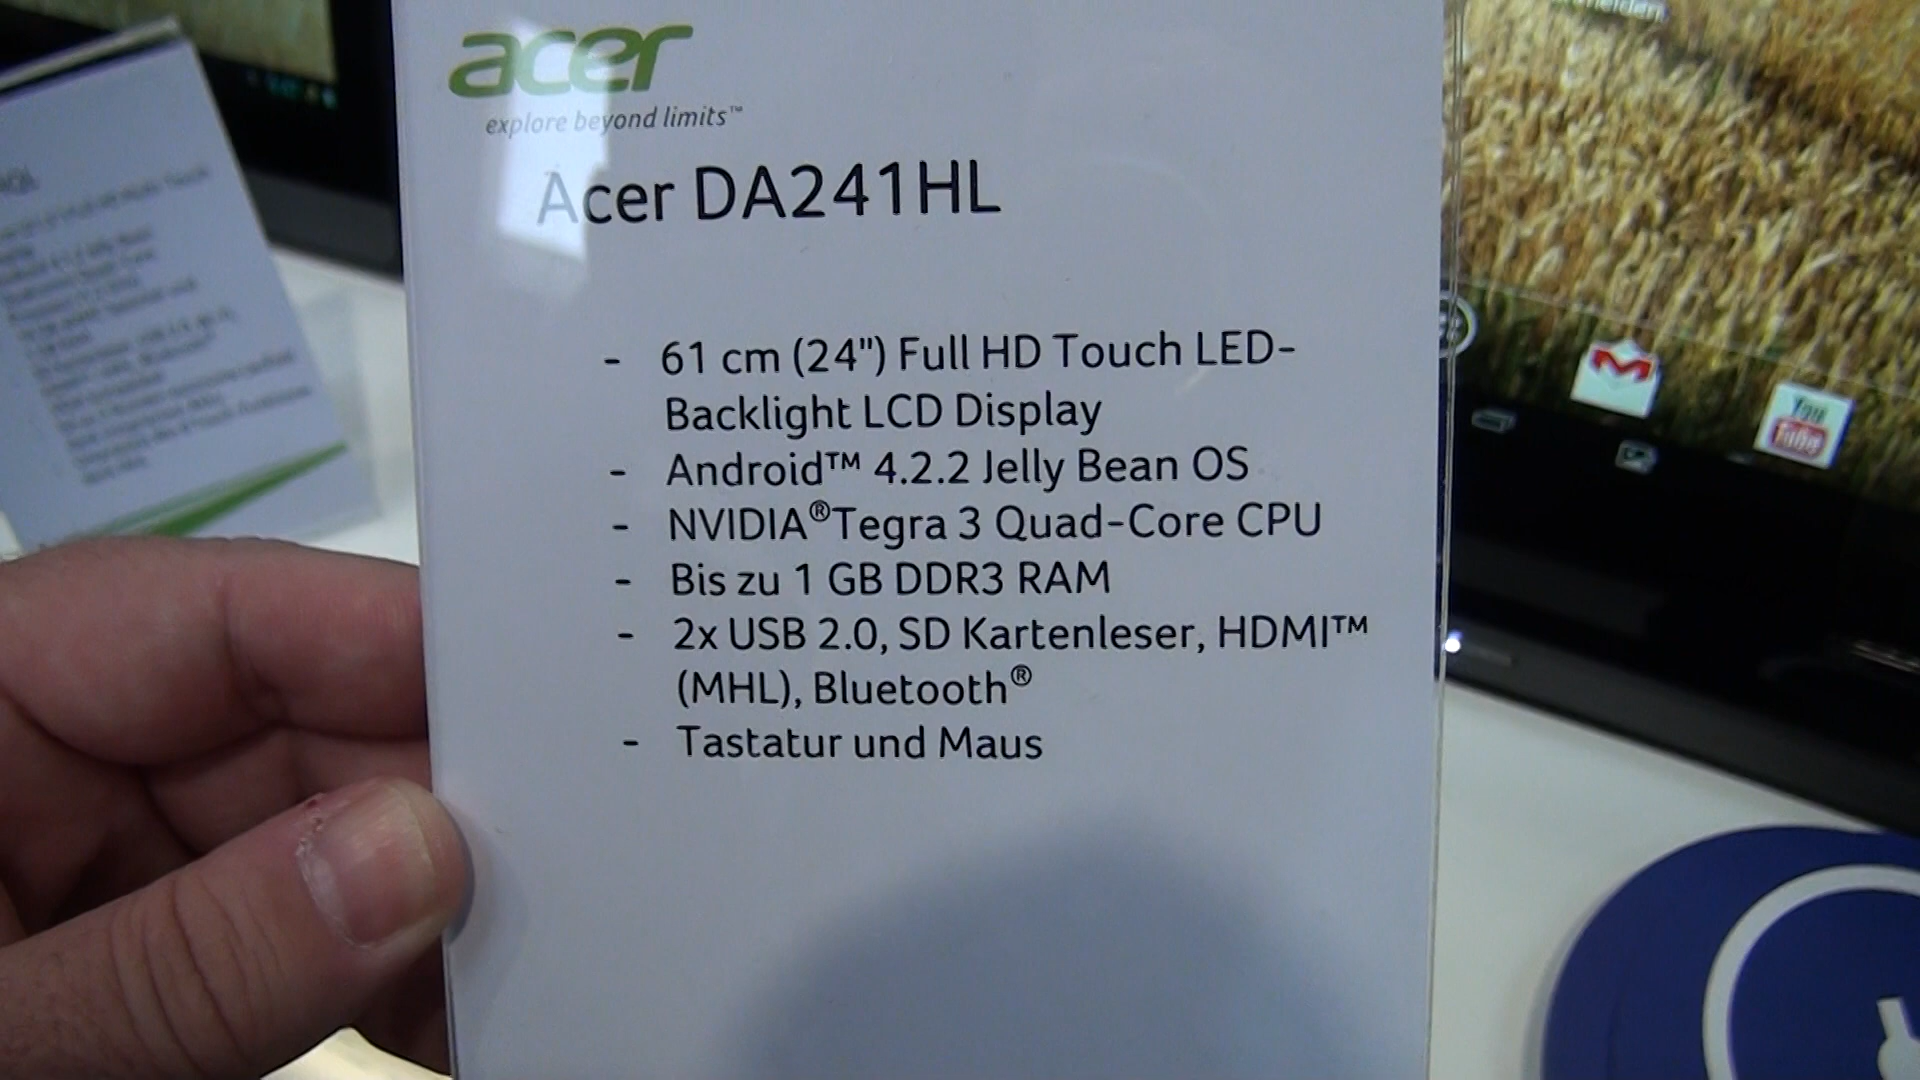 acer
explore beyond limits™
Acer DA241HL
- 61 cm (24") Full HD Touch LED-
Backlight LCD Display
- Android™ 4.2.2 Jelly Bean OS
- NVIDIA®Tegra 3 Quad-Core CPU
- Bis zu 1 GB DDR3 RAM
- 2x USB 2.0, SD Kartenleser, HDMI™
(MHL), Bluetooth®
- Tastatur und Maus
You
Tube